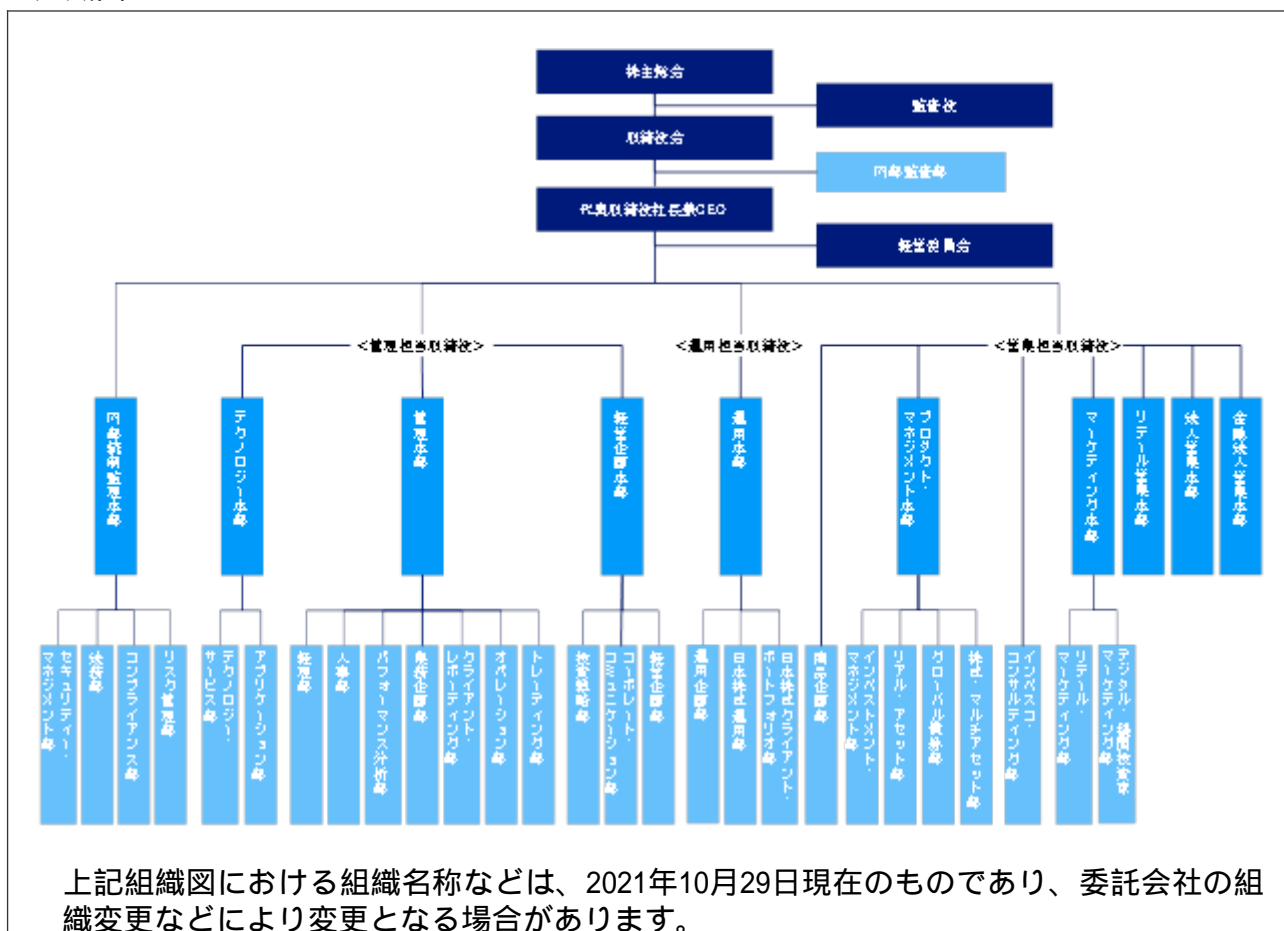 株主総会
監査役
取締役会
内部監査部
代表取締役社長兼CEO
経営委員会
<管理担当取締役>
<運用担当取締役>
<営業担当取締役>
内部統制管理本部
テクノロジー本部
管理本部
経営企画本部
運用本部
プロダクト・
マネジメント本部
マーケティング本部
リテール営業本部
法人営業本部
金融法人営業本部
セキュリティー・
マネジメント部
法務部
コンプライアンス部
リスク管理部
テクノロジー・
サービス部
アプリケーション部
経理部
人事部
パフォーマンス分析部
クライアント・
レポーティング部
オペレーション部
トレーディング部
投資戦略部
コーポレート・
コミュニケーション部
経営企画部
運用企画部
日本株式運用部
日本株式クライアント・
ポートフォリオ部
商品企画部
インベストメント・
マネジメント部
リアル・アセット部
グローバル債券部
株式・マルチアセット部
インベスコ・
コンサルティング部
リテール・
マーケティング部
デジタル・機関投資家
マーケティング部
上記組織図における組織名称などは、2021年10月29日現在のものであり、委託会社の組
織変更などにより変更となる場合があります。